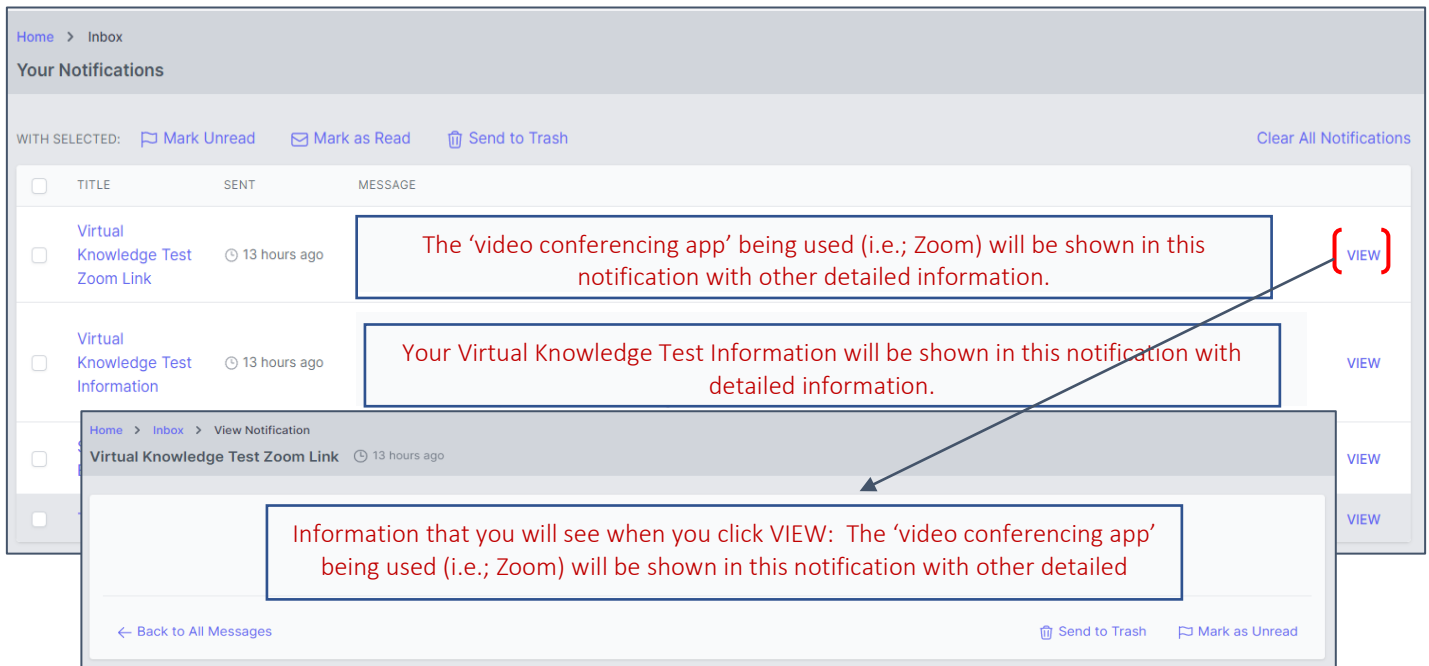 Home > Inbox
Your Notifications
WITH SELECTED: Mark Unread Mark as Read Send to Trash Clear All Notifications
TITLE SENT MESSAGE
Virtual
Knowledge Test
Zoom Link
13 hours ago
The ‘video conferencing app’ being used (i.e.; Zoom) will be shown in this
notification with other detailed information.
VIEW
Virtual
Knowledge Test
Information
13 hours ago
Your Virtual Knowledge Test Information will be shown in this notification with
detailed information.
VIEW
VIEW
VIEW
Home > Inbox > View Notification
Virtual Knowledge Test Zoom Link 13 hours ago
Information that you will see when you click VIEW: The ‘video conferencing app’
being used (i.e.; Zoom) will be shown in this notification with other detailed
← Back to All Messages Send to Trash Mark as Unread